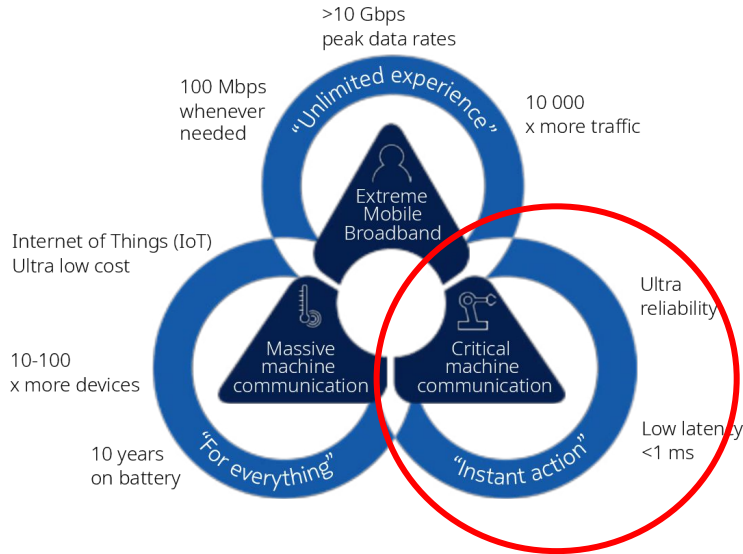 >10 Gbps
peak data rates
100 Mbps
whenever
needed
“Unlimited experience”
10 000
x more traffic
Extreme
Mobile
Broadband
Internet of Things (IoT)
Ultra low cost
Ultra
reliability
Massive
machine
communication
Critical
machine
communication
10-100
x more devices
Low latency
<1 ms
10 years
on battery
“For everything”
“Instant action”